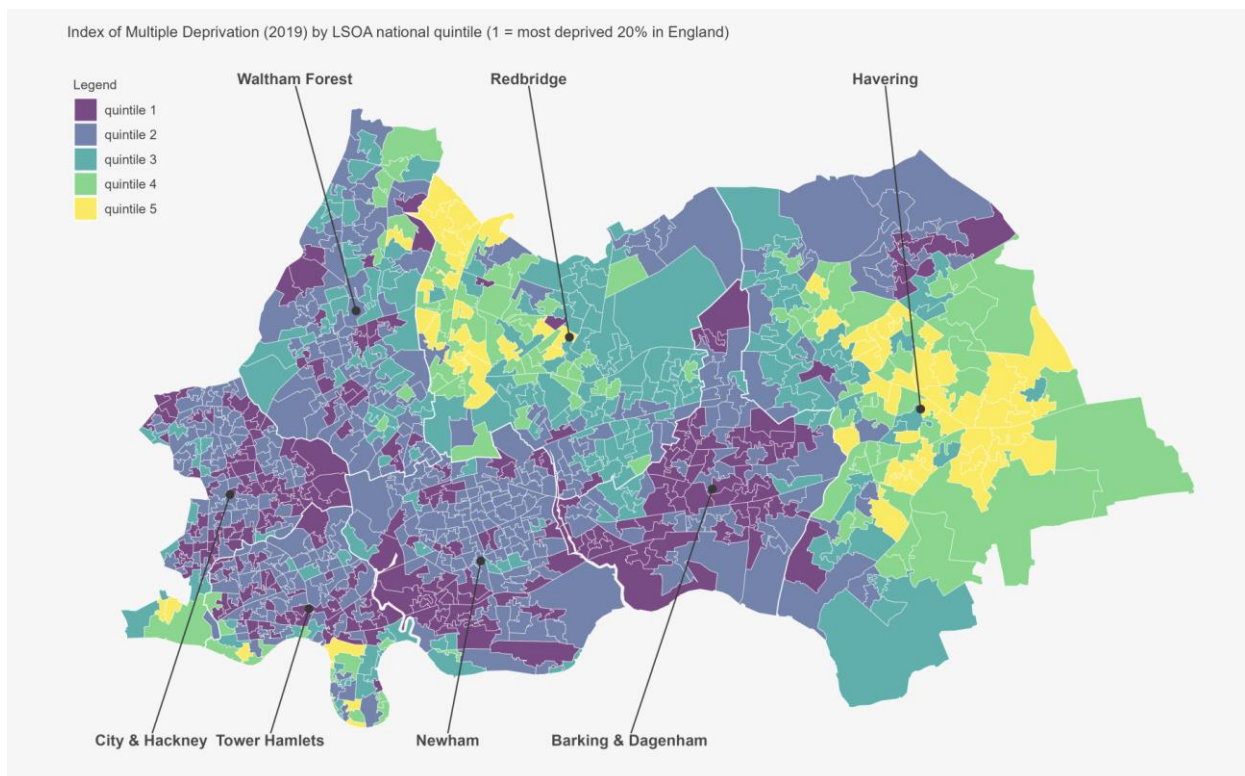 Index of Multiple Deprivation (2019) by LSOA national quintile (1 = most deprived 20% in England)
Legend
quintile 1
quintile 2
quintile 3
quintile 4
quintile 5
Waltham Forest
Redbridge
Havering
City & Hackney
Tower Hamlets
Newham
Barking & Dagenham